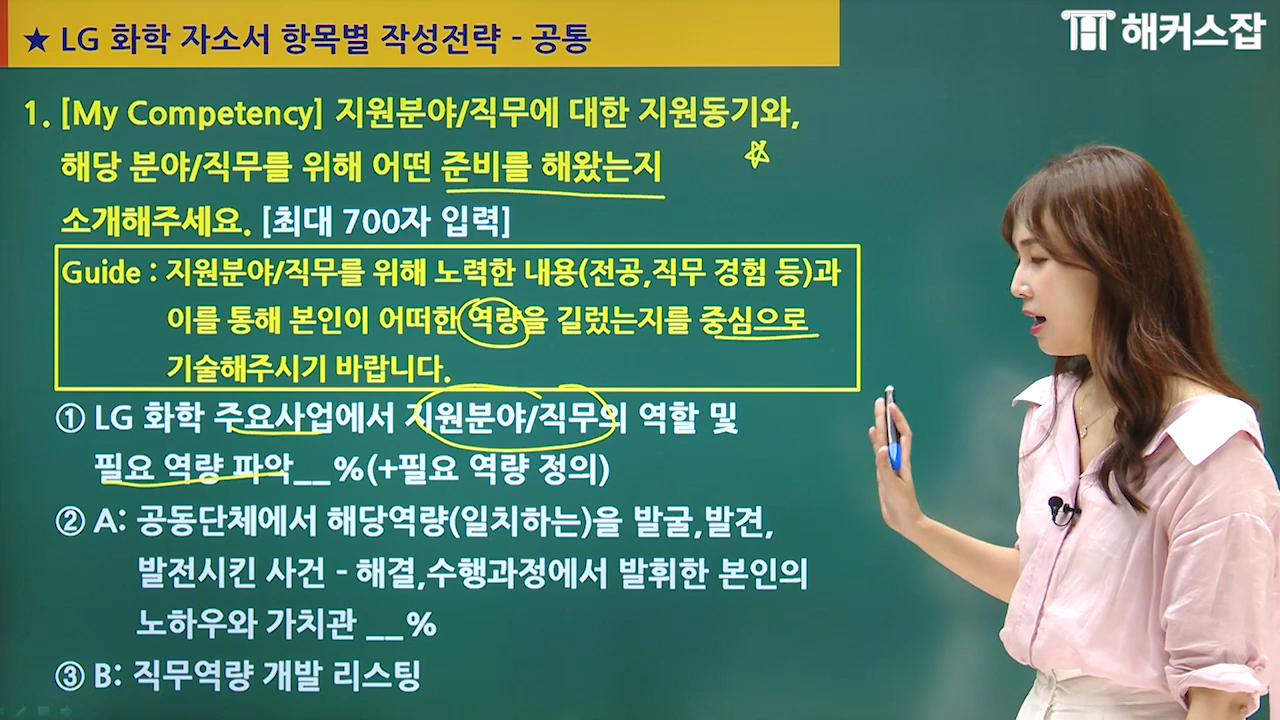 ★ LG 화학 자소서 항목별 작성전략 - 공통
해커스잡
1. [My Competency] 지원분야/직무에 대한 지원동기와,
해당 분야/직무를 위해 어떤 준비를 해왔는지
소개해주세요. [최대 700자 입력]
Guide : 지원분야/직무를 위해 노력한 내용(전공,직무 경험 등)과
이를 통해 본인이 어떠한 역량을 길렀는지를 중심으로
기술해주시기 바랍니다.
① LG 화학 주요사업에서 지원분야/직무의 역할 및
필요 역량 파악__%(+필요 역량 정의)
② A: 공동단체에서 해당역량(일치하는)을 발굴,발견,
발전시킨 사건 - 해결,수행과정에서 발휘한 본인의
노하우와 가치관 __%
③ B: 직무역량 개발 리스팅